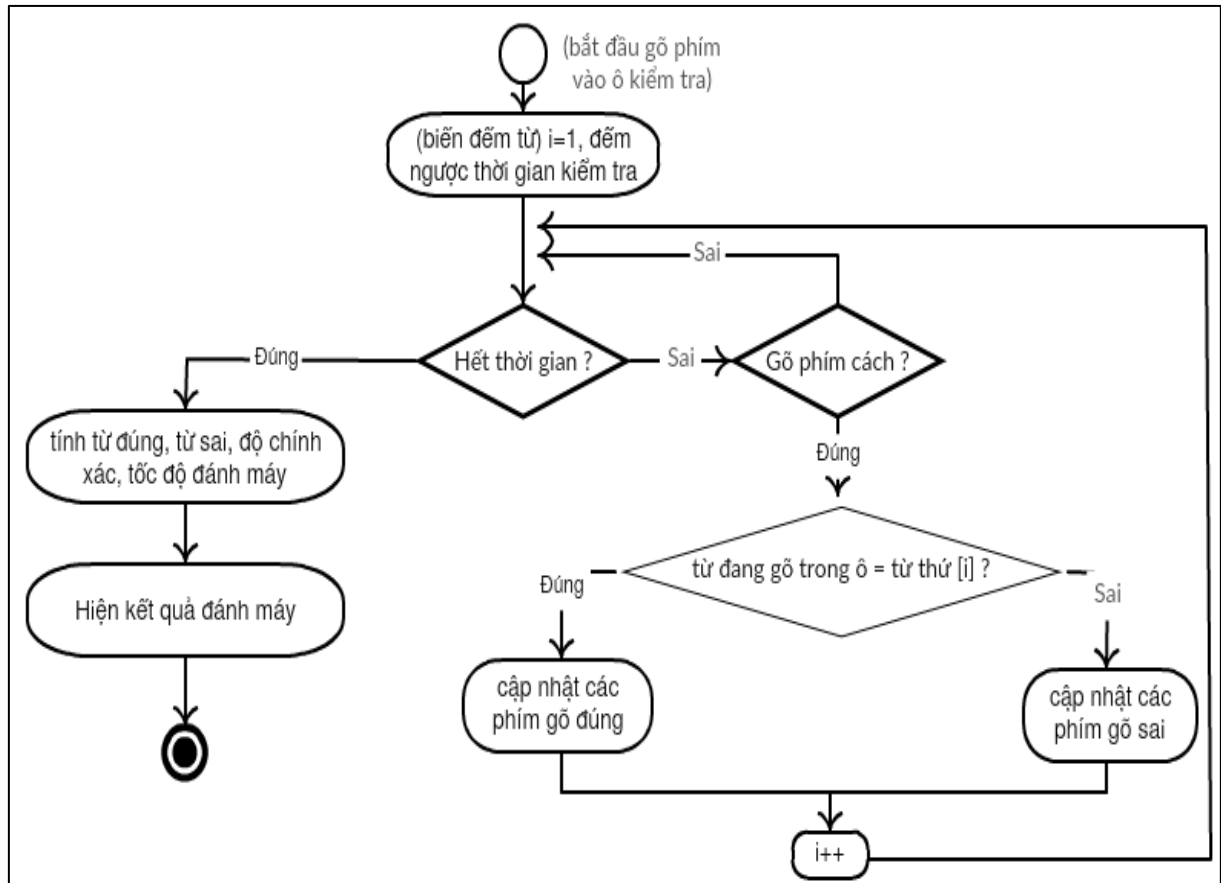 (bắt đầu gõ phím
vào ô kiểm tra)
(biến đếm từ) i=1, đếm
ngược thời gian kiểm tra
Sai
Đúng
Hết thời gian ?
Sai
Gõ phím cách ?
tính từ đúng, từ sai, độ chính
xác, tốc độ đánh máy
Đúng
Hiện kết quả đánh máy
từ đang gõ trong ô = từ thứ [i] ?
Đúng
Sai
cập nhật các
phím gõ đúng
cập nhật các
phím gõ sai
i++